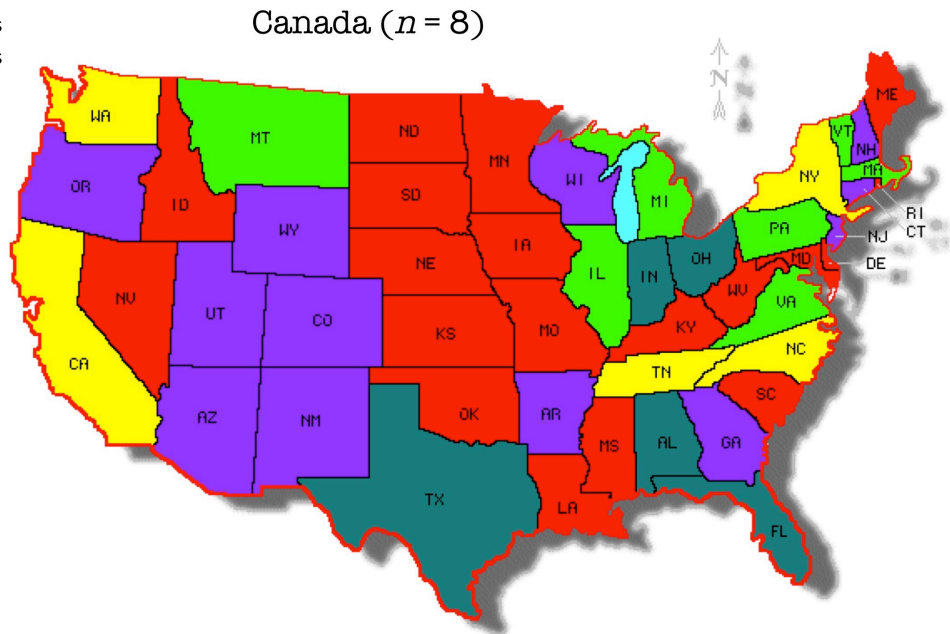 Canada (n = 8)
N
WA
MT
ND
MN
ME
VT
NH
OR
ID
SD
WI
MI
NY
MA
WY
RI
CT
NV
UT
CO
NE
IA
IL
IN
OH
PA
NJ
MD
DE
CA
KS
MO
KY
WV
VA
AZ
NM
OK
AR
TN
NC
SC
TX
LA
MS
AL
GA
FL